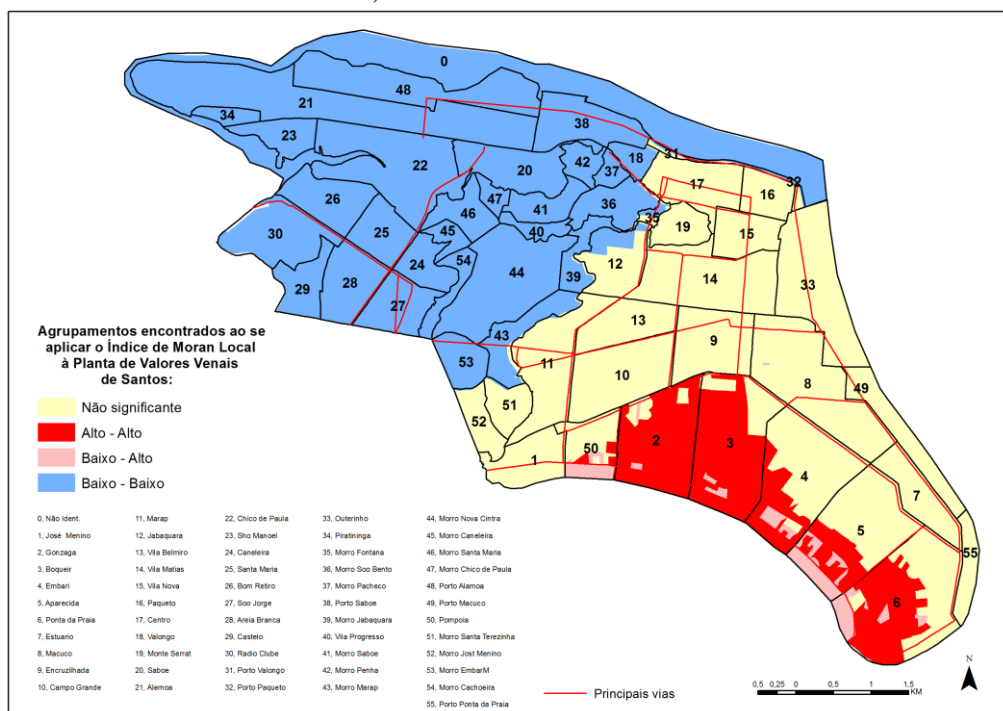 0
48
21
34
23
38
22
20
42
37
18
31
17
16
32
26
47
41
36
46
35
30
25
45
40
19
15
24
54
44
39
12
14
33
29
28
27
13
43
53
11
9
10
8
49
51
52
50
1
2
3
4
7
5
55
6
Agrupamentos encontrados ao se
aplicar o Índice de Moran Local
à Planta de Valores Venais
de Santos:
Não significante
Alto - Alto
Baixo - Alto
Baixo - Baixo
0, Não Ident.
1, José Menino
2, Gonzaga
3, Boqueir
4, Embari
5, Aparecida
6, Ponta da Praia
7, Estuario
8, Macuco
9, Encruzilhada
10, Campo Grande
11, Marap
12, Jabaquara
13, Vila Belmiro
14, Vila Matias
15, Vila Nova
16, Paqueto
17, Centro
18, Valongo
19, Monte Serrat
20, Saboe
21, Alemoa
22, Chico de Paula
23, Sho Manoel
24, Caneleira
25, Santa Maria
26, Bom Retiro
27, Soo Jorge
28, Areia Branca
29, Castelo
30, Radio Clube
31, Porto Valongo
32, Porto Paqueto
33, Outerinho
34, Piratininga
35, Morro Fontana
36, Morro Soo Bento
37, Morro Pacheco
38, Porto Saboe
39, Morro Jabaquara
40, Vila Progresso
41, Morro Saboe
42, Morro Penha
43, Morro Marap
44, Morro Nova Cintra
45, Morro Caneleira
46, Morro Santa Maria
47, Morro Chico de Paula
48, Porto Alamoa
49, Porto Macuco
50, Pompoia
51, Morro Santa Terezinha
52, Morro Jost Menino
53, Morro EmbarM
54, Morro Cachoeira
55, Porto Ponta da Praia
Principais vias
0,5 0,25 0 0,5 1 1,5
KM
N